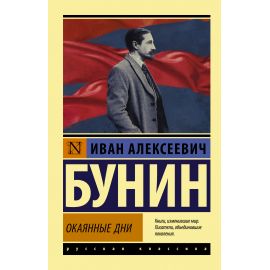 N
ИВАН АЛЕКСЕЕВИЧ
БУНИН
ОКАЯННЫЕ ДНИ
Книги, изменившие мир.
Писатели, объединившие
поколения.
русская классика